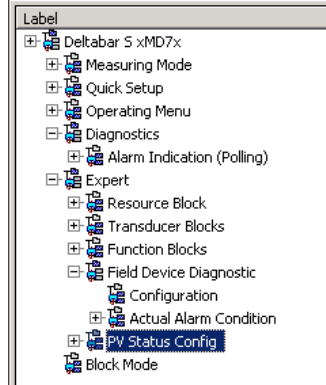 Label
Deltabar S xMD7x
Measuring Mode
Quick Setup
Operating Menu
Diagnostics
Alarm Indication (Polling)
Expert
Resource Block
Transducer Blocks
Function Blocks
Field Device Diagnostic
Configuration
Actual Alarm Condition
PV Status Config
Block Mode